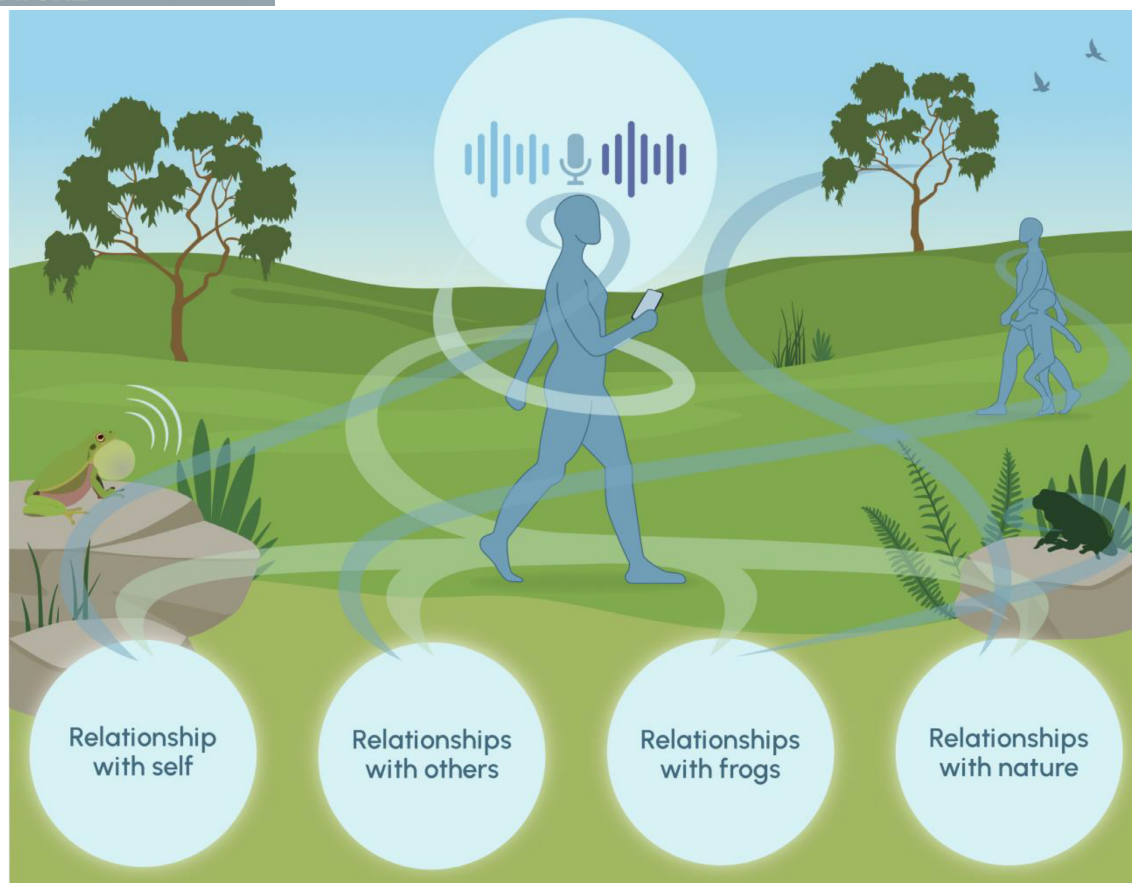 Relationship
with self
Relationships
with others
Relationships
with frogs
Relationships
with nature